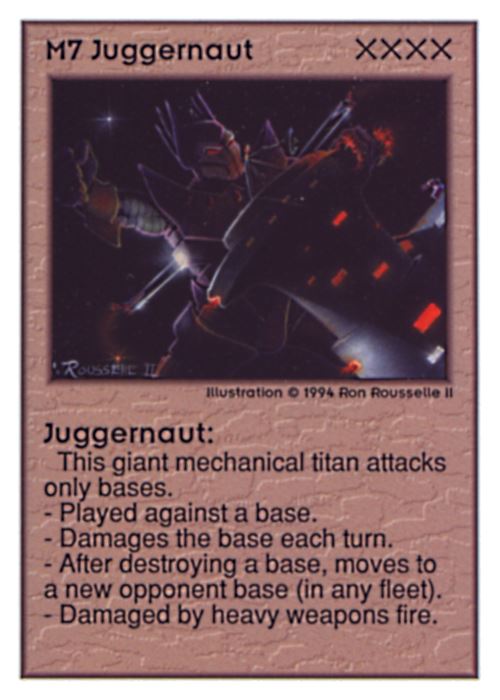 M7 Juggernaut XXXX
Rousselle II
Illustration © 1994 Ron Rousselle II
Juggernaut:
This giant mechanical titan attacks
only bases.
- Played against a base.
- Damages the base each turn.
- After destroying a base, moves to
a new opponent base (in any fleet).
- Damaged by heavy weapons fire.